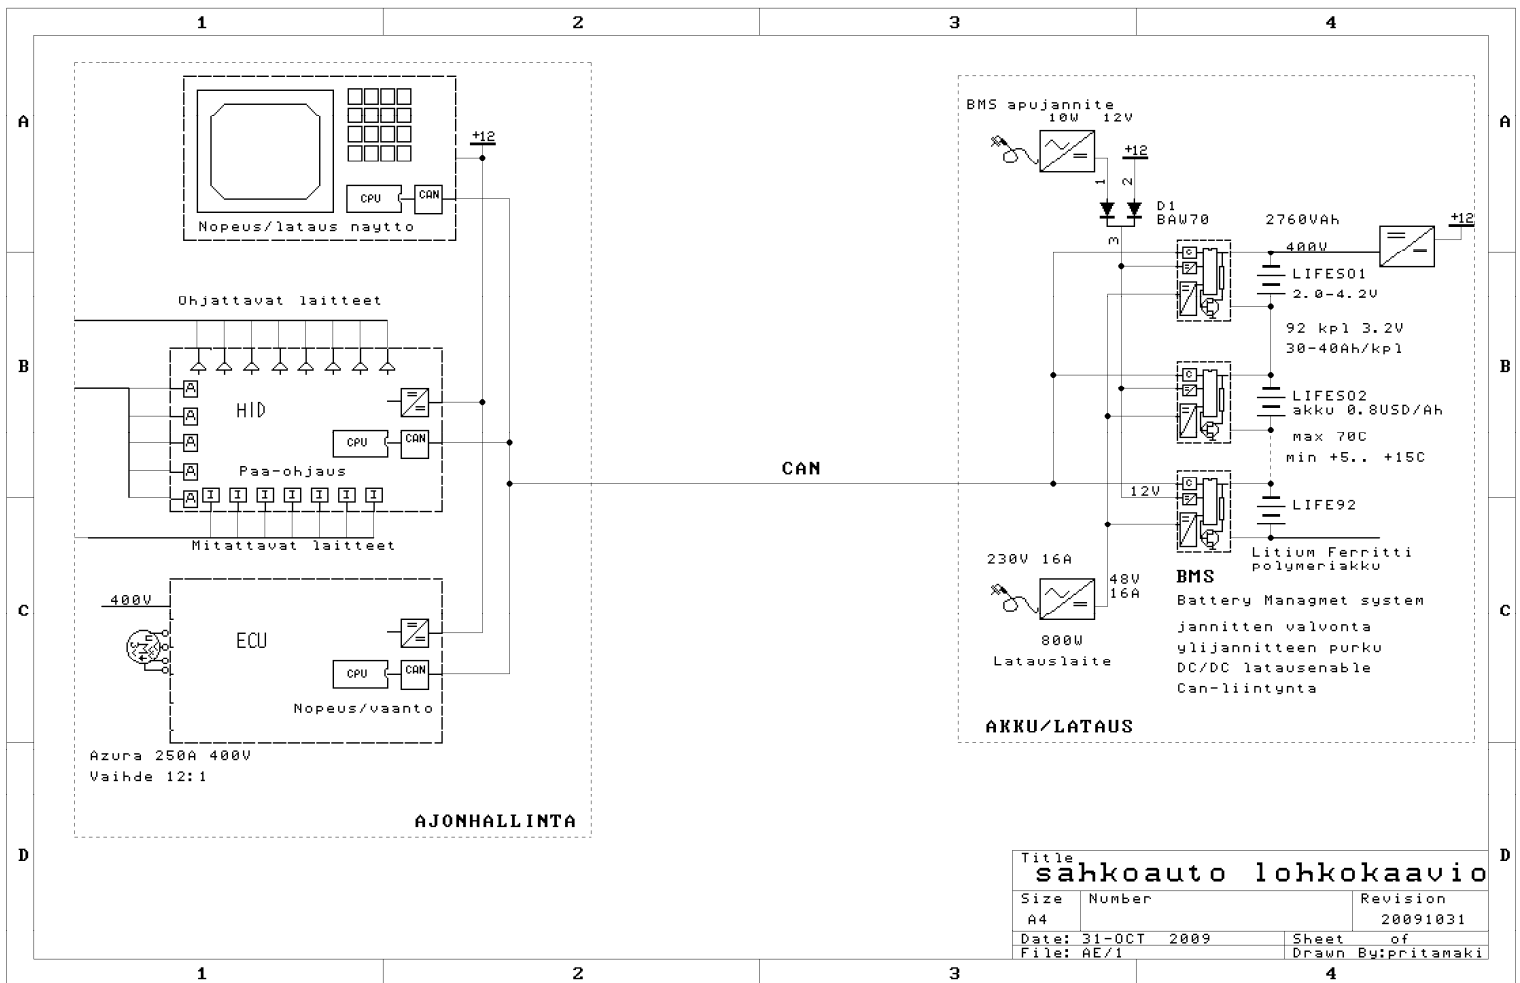 1 2 3 4
A A
BMS apujannite
10W 12V
+12
+12
1 2
CPU CAN
D1
BAW70
3
2760VAh
+12
Nopeus/lataus naytto
400V
C
LIFES01
2.0-4.2V
Ohjattavat laitteet
92 kpl 3.2V
30-40Ah/kpl
B B
A
HID
A
C
LIFES02
akku 0.8USD/Ah
A
CPU CAN
max 70C
min +5.. +15C
A
Paa-ohjaus
CAN
A I I I I I I I
12V
C
LIFE92
Mitattavat laitteet
Litium Ferritti
polymeriakku
230V 16A
48V
16A
BMS
Battery Managmet system
400V
C C
ECU
jannitten valvonta
ylijannitteen purku
DC/DC latausenable
Can-liintynta
800W
Latauslaite
CPU CAN
Nopeus/vaanto
AKKU/LATAUS
Azura 250A 400V
Vaihde 12:1
AJONHALLINTA
D D
Title
sahkoauto lohkokaavio
Size Number Revision
A4 20091031
Date: 31-OCT 2009 Sheet of
File: AE/1 Drawn By:pritamaki
1 2 3 4